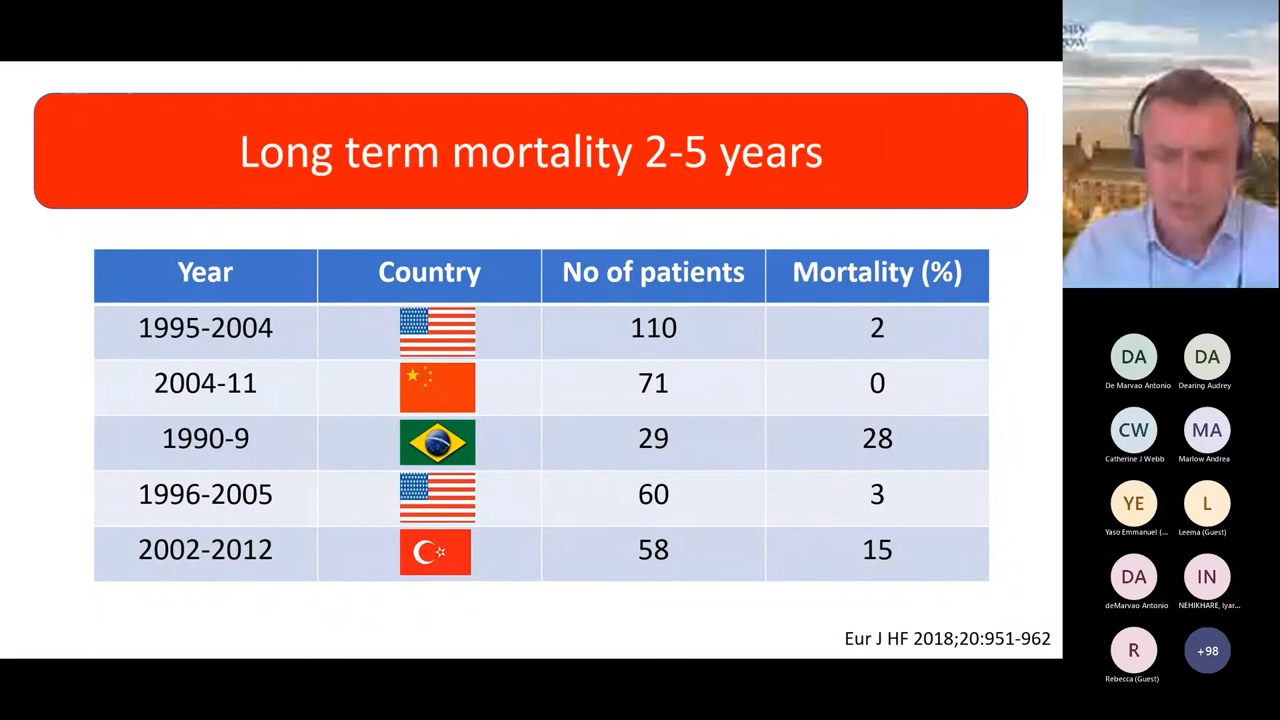 Long term mortality 2-5 years
Year Country No of patients Mortality (%)
1995-2004 110 2
2004-11 71 0
1990-9 29 28
1996-2005 60 3
2002-2012 58 15
Eur J HF 2018;20:951-962
DA DA
De Marvao Antonio Dearing Audrey
CW MA
Catherine J Webb Marlow Andrea
YE L
Yaso Emmanuel (... Leema (Guest)
DA IN
deMarvao Antonio NEHIKHARE, Iyar...
R +98
Rebecca (Guest)